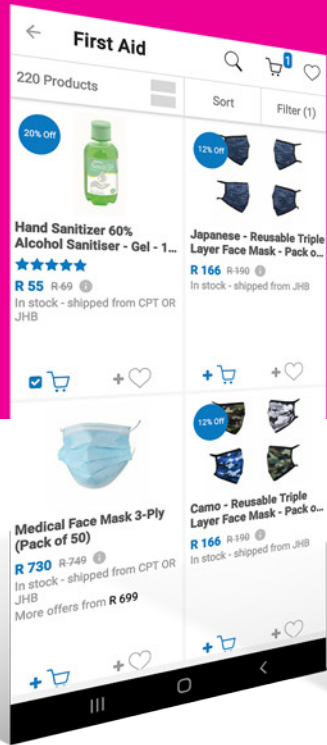 First Aid
1
220 Products
Sort
Filter (1)
20% Off
Hand Sanitizer 60%
Alcohol Sanitiser - Gel - 1...
R 55 R 69
In stock - shipped from CPT OR
JHB
12% Off
Japanese - Reusable Triple
Layer Face Mask - Pack o...
R 166 R 190
In stock - shipped from JHB
Medical Face Mask 3-Ply
(Pack of 50)
R 730 R 749
In stock - shipped from CPT OR
JHB
More offers from R 699
12% Off
Camo - Reusable Triple
Layer Face Mask - Pack o...
R 166 R 190
In stock - shipped from JHB